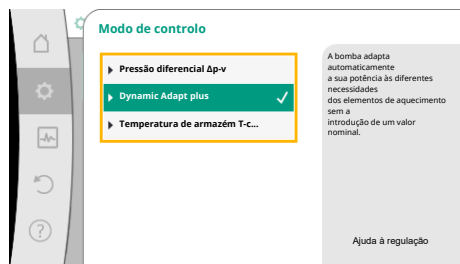 Modo de controlo
Pressão diferencial Δp-v
Dynamic Adapt plus
Temperatura de armazém T-c...
A bomba adapta
automaticamente
a sua potência às diferentes
necessidades
dos elementos de aquecimento
sem a
introdução de um valor
nominal.
Ajuda à regulação